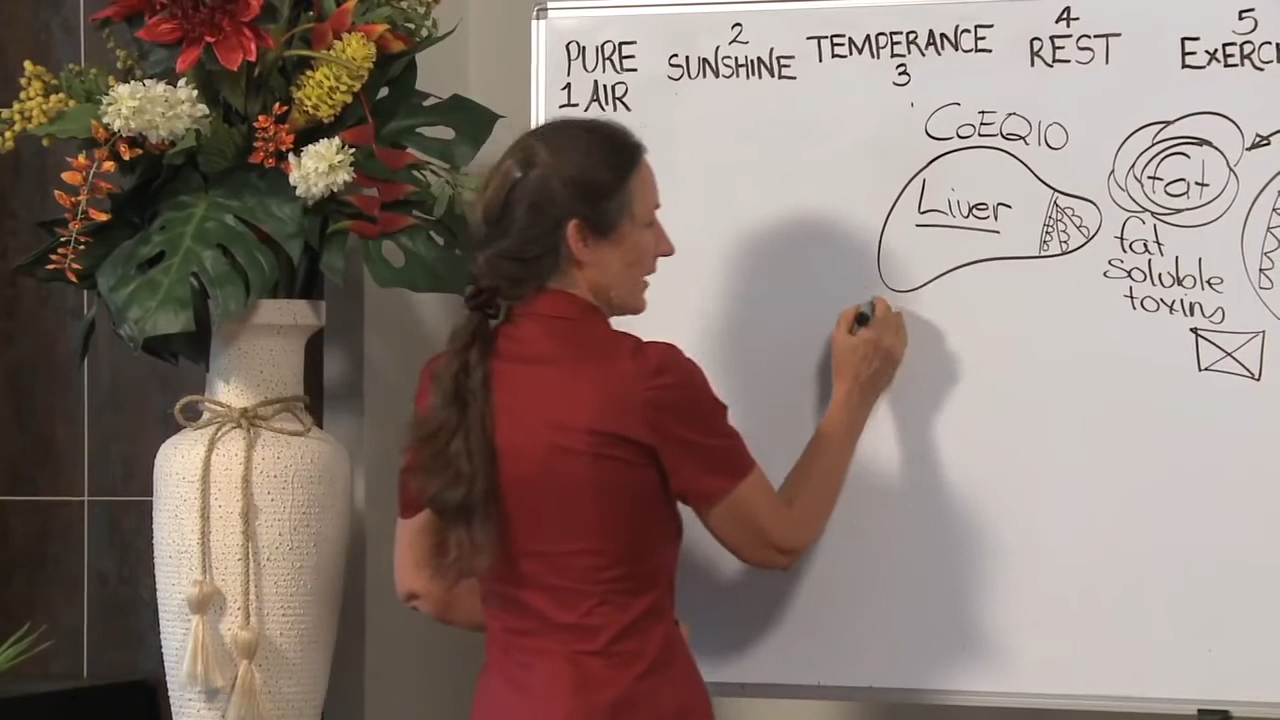 PURE
1 AIR
2
SUNSHINE
TEMPERANCE
3
4
REST
5
EXERCI
COEQ10
Liver
fat
fat
soluble
toxins